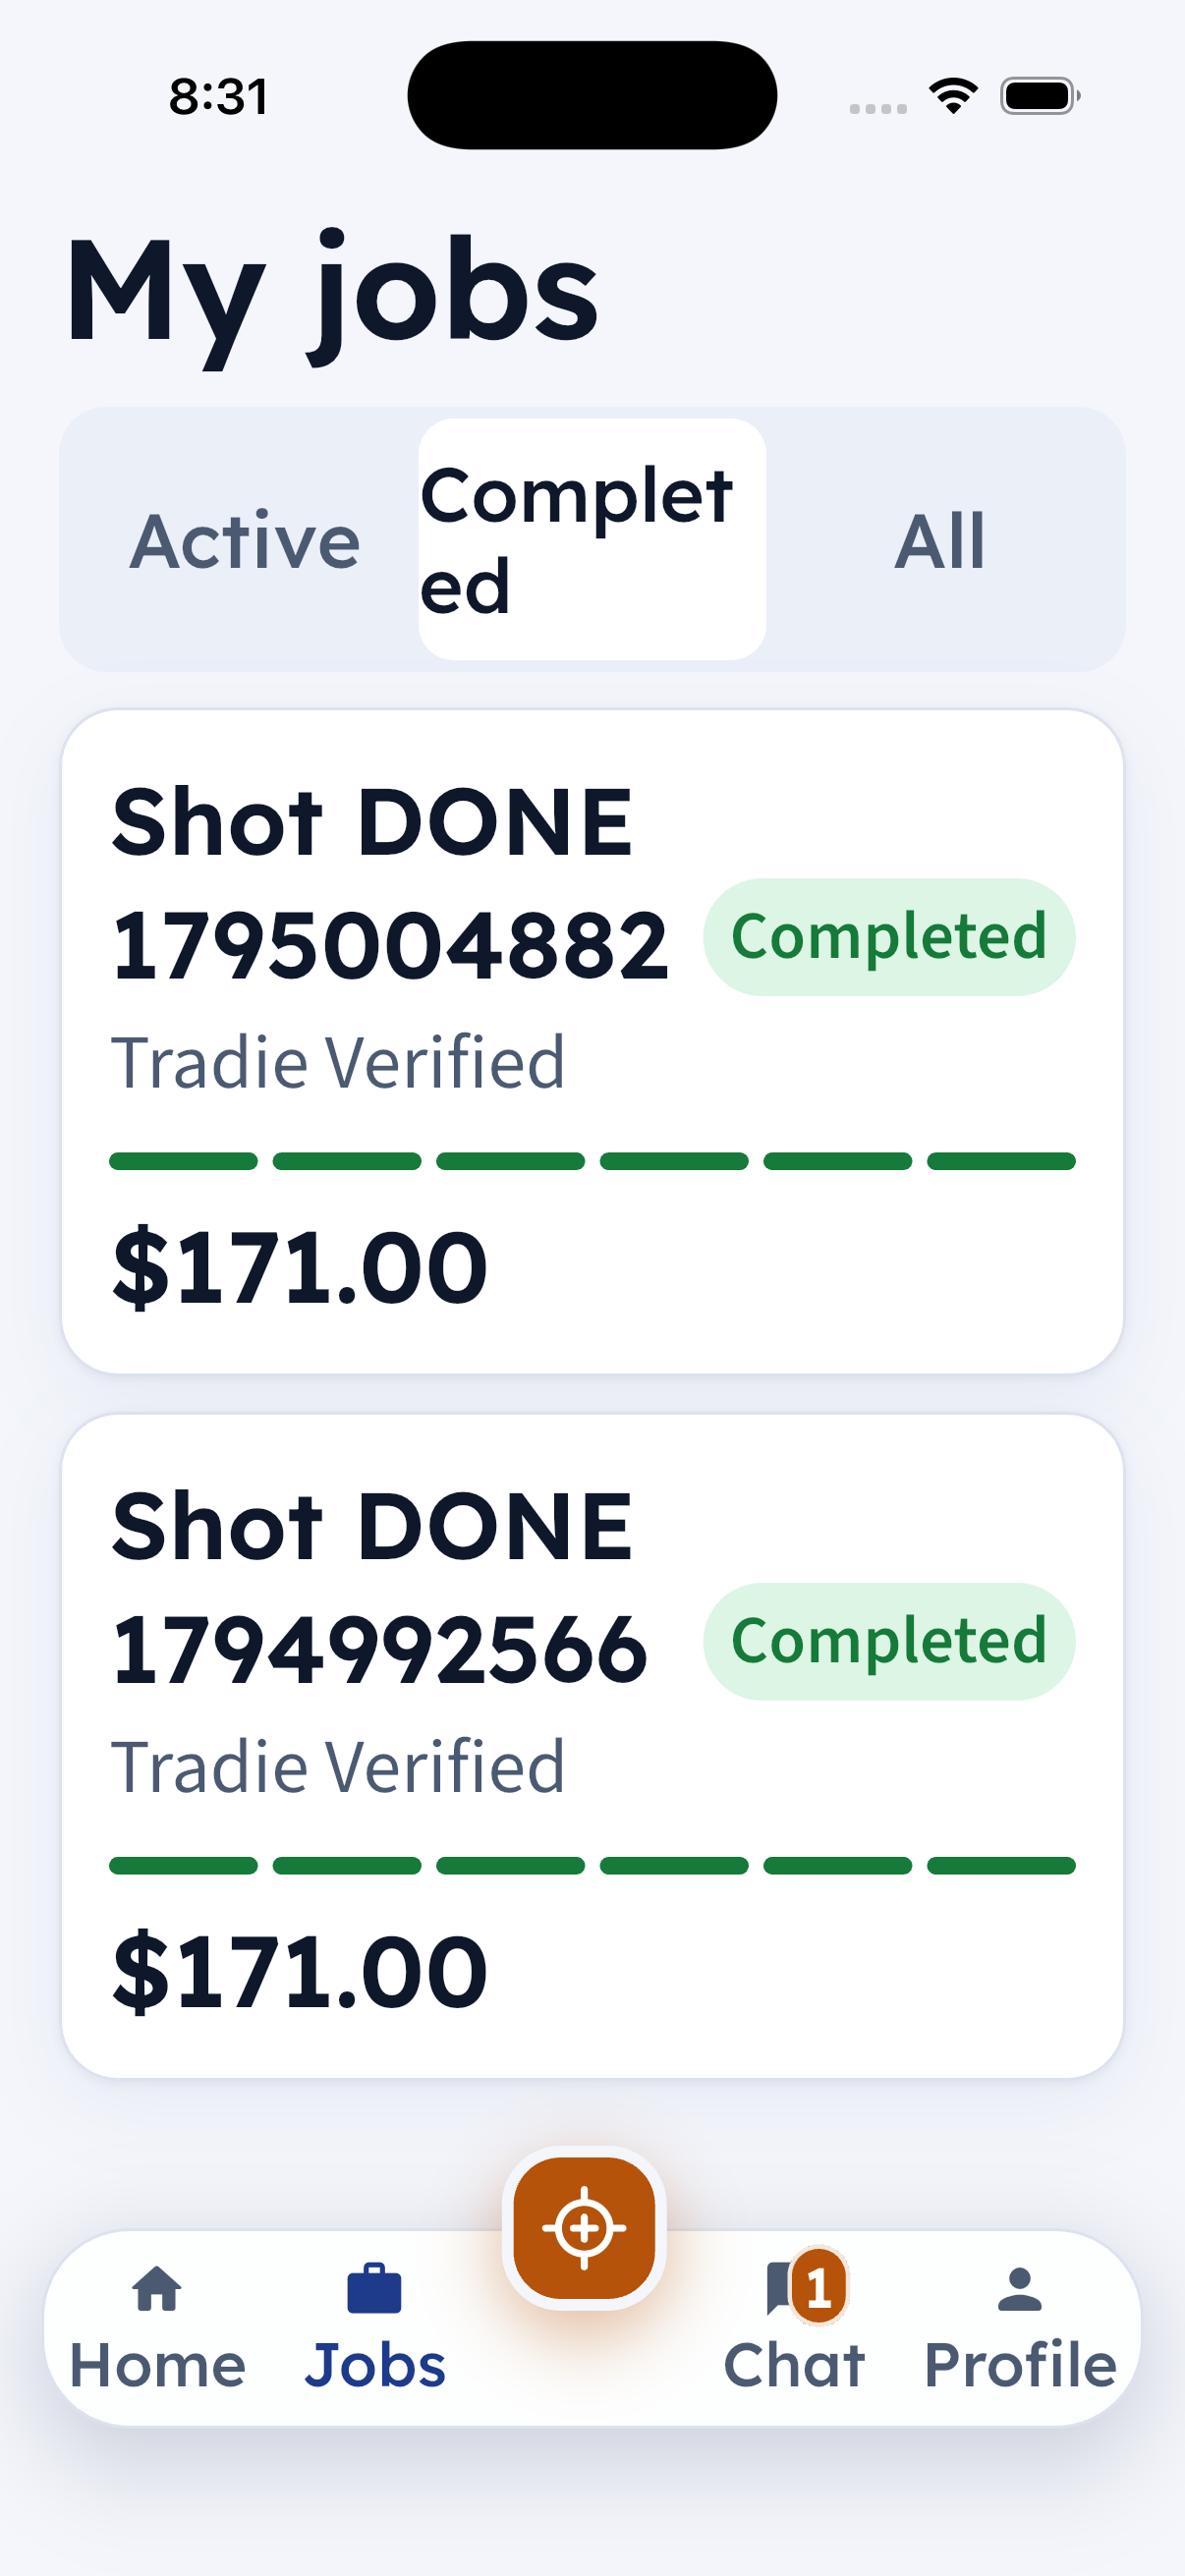 8:31
My jobs
Active
Complet
ed
All
Shot DONE
1795004882
Completed
Tradie Verified
$171.00
Shot DONE
1794992566
Completed
Tradie Verified
$171.00
1
Home
Jobs
Chat
Profile